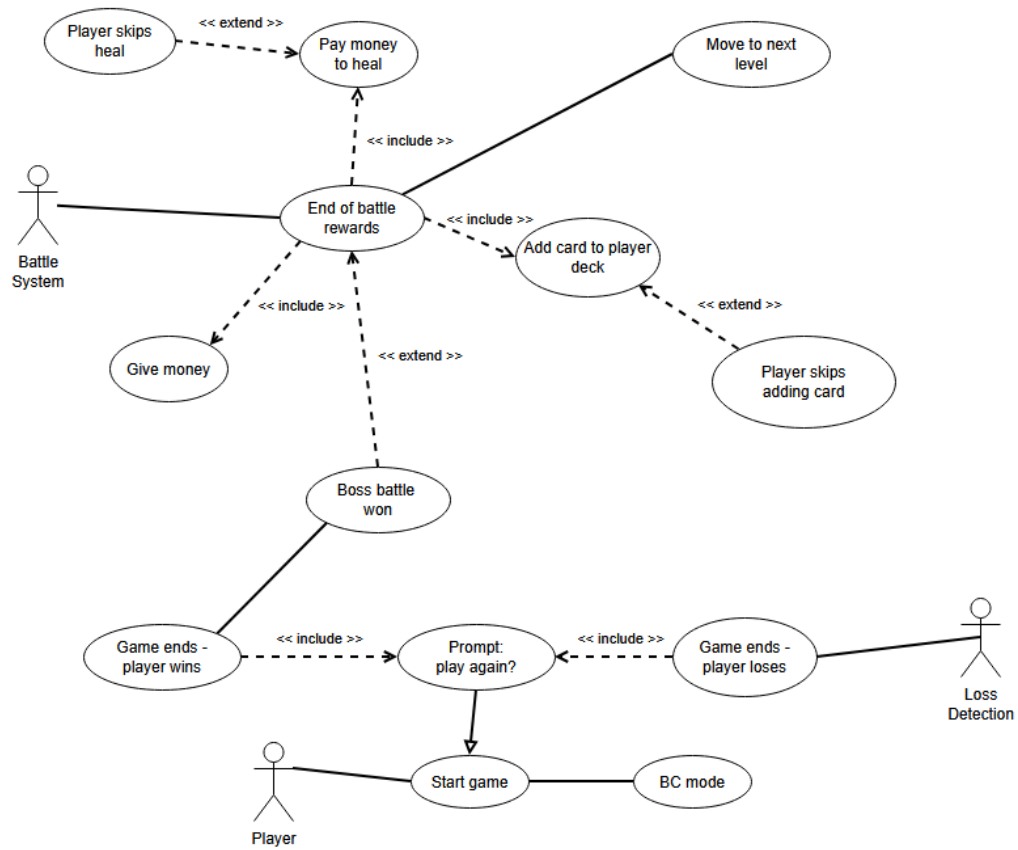 Player skips
heal
<< extend >>
Pay money
to heal
Move to next
level
<< include >>
Battle
System
End of battle
rewards
<< include >>
Add card to player
deck
<< include >>
<< extend >>
Give money
<< extend >>
Player skips
adding card
Boss battle
won
Game ends -
player wins
<< include >>
Prompt:
play again?
<< include >>
Game ends -
player loses
Loss
Detection
Player
Start game
BC mode